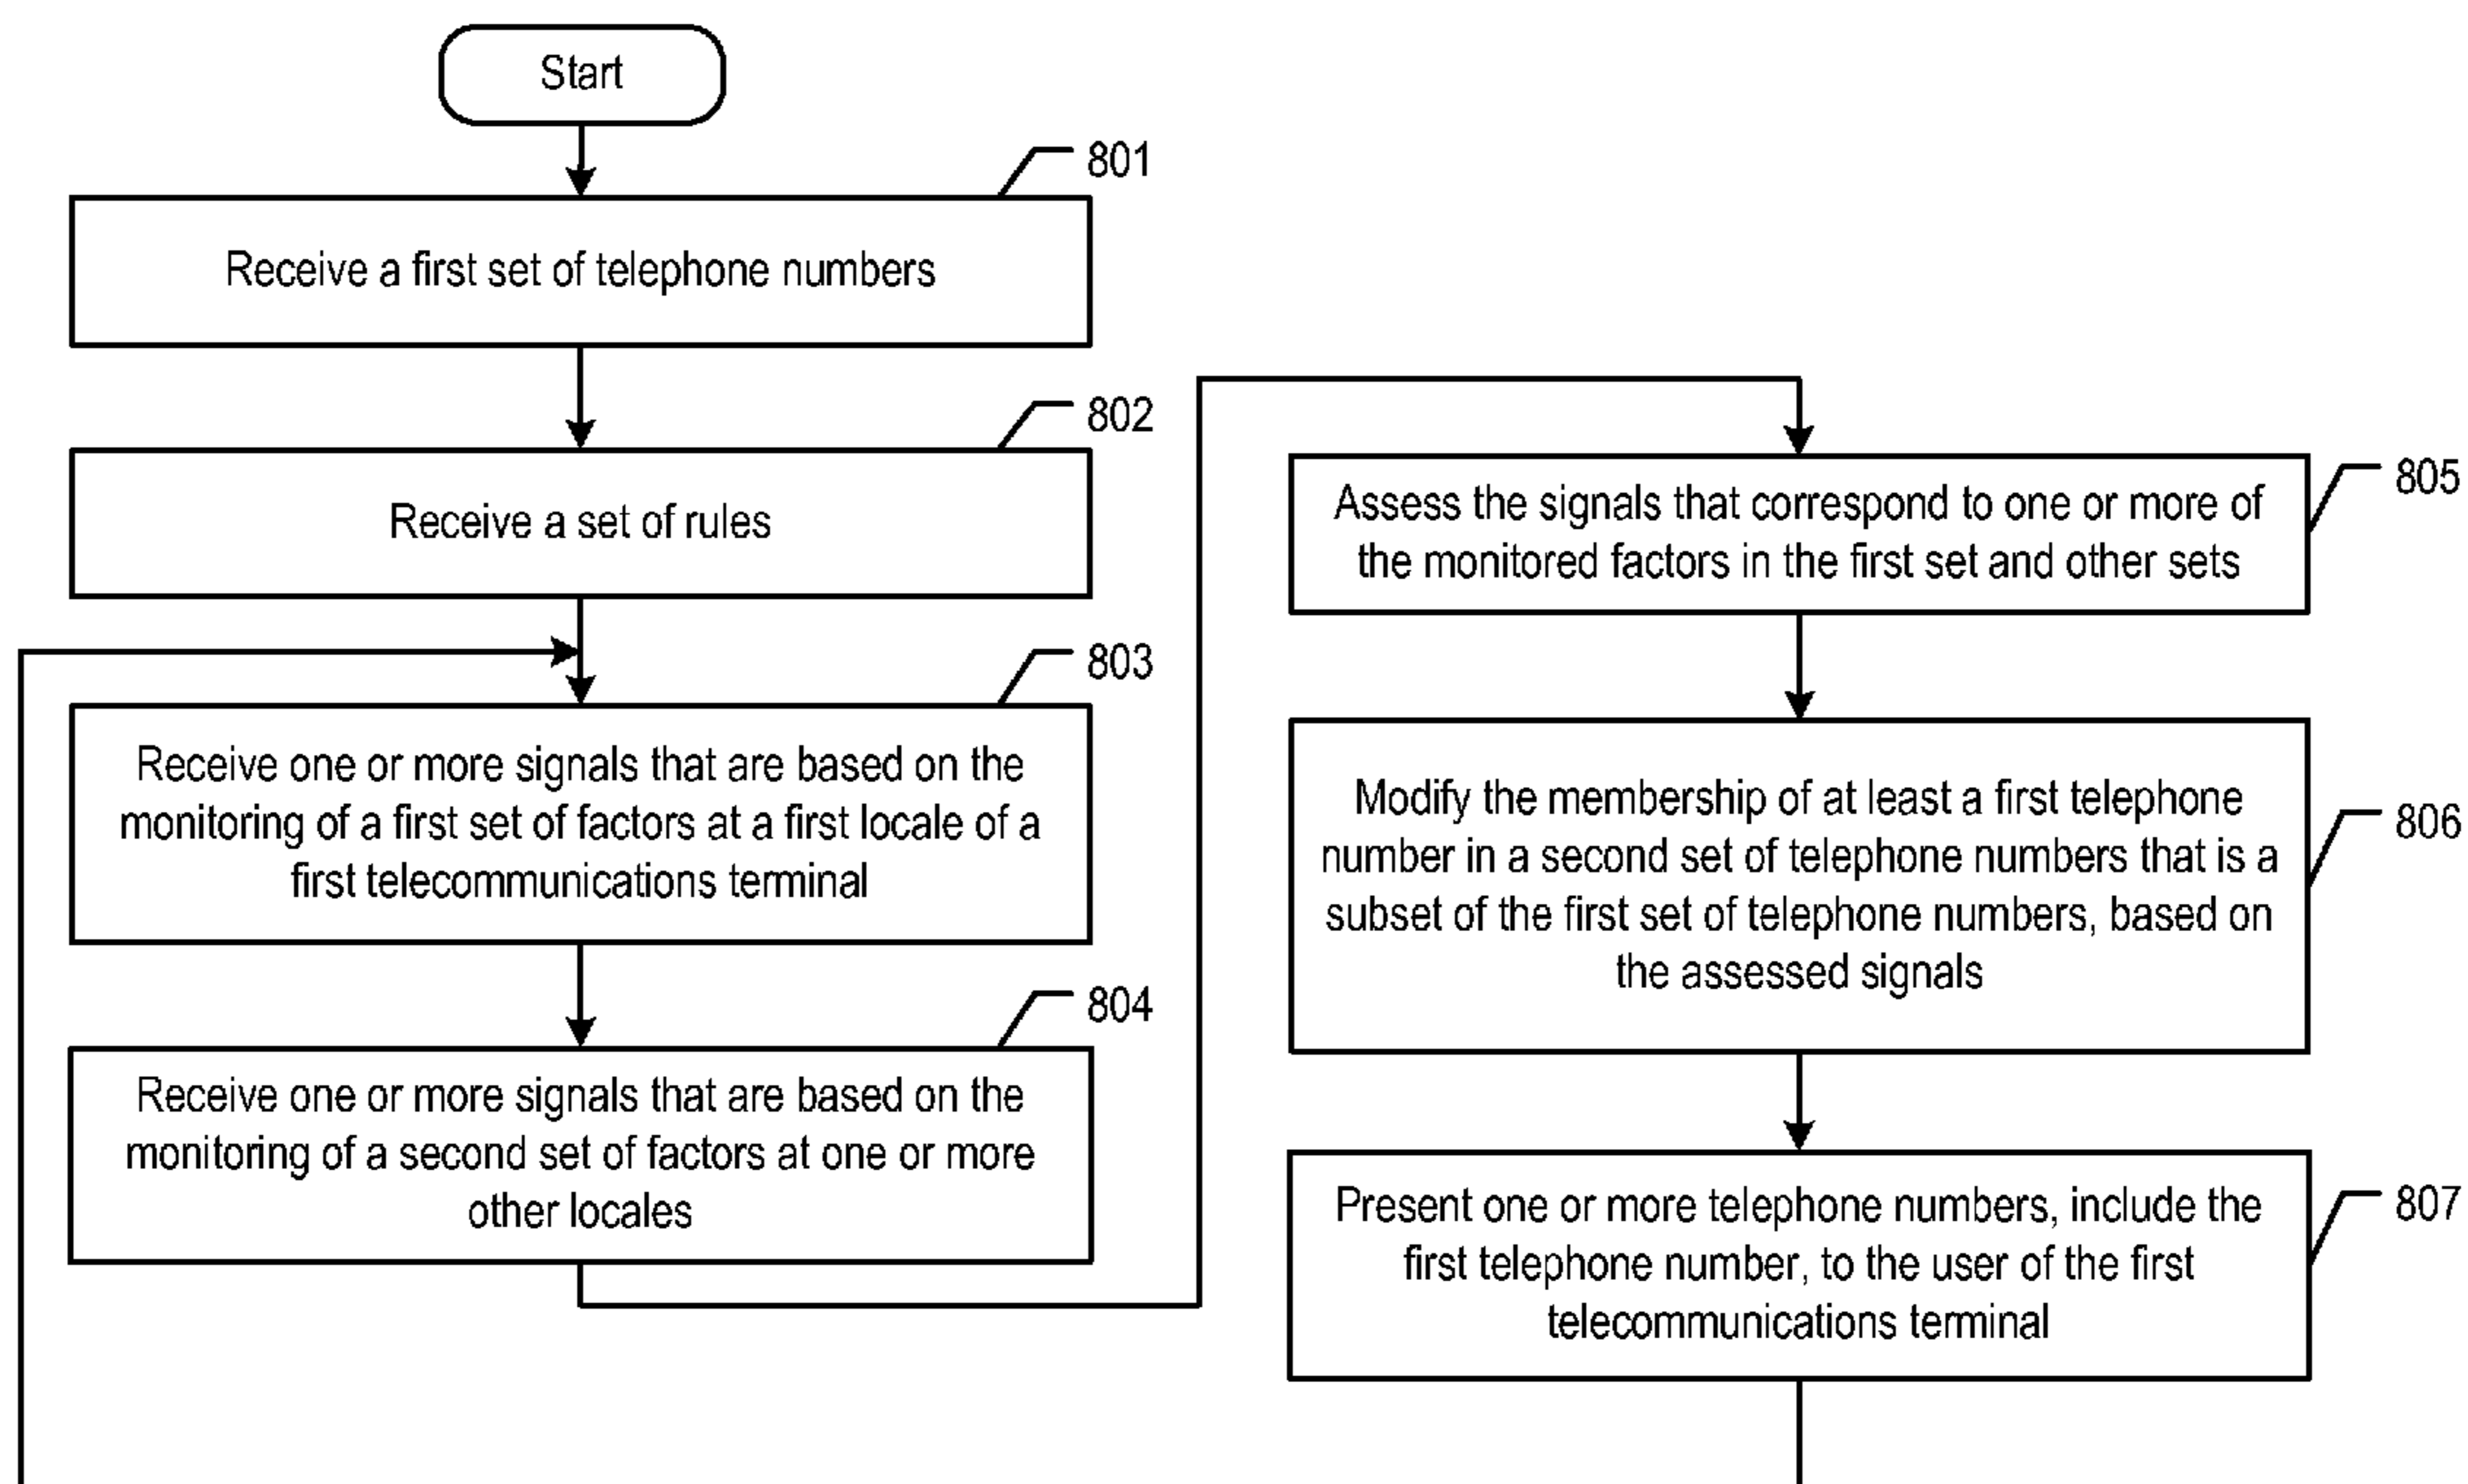 Start
801
Receive a first set of telephone numbers
802
Receive a set of rules
803
Receive one or more signals that are based on the
monitoring of a first set of factors at a first locale of a
first telecommunications terminal
804
Receive one or more signals that are based on the
monitoring of a second set of factors at one or more
other locales
805
Assess the signals that correspond to one or more of
the monitored factors in the first set and other sets
806
Modify the membership of at least a first telephone
number in a second set of telephone numbers that is a
subset of the first set of telephone numbers, based on
the assessed signals
807
Present one or more telephone numbers, include the
first telephone number, to the user of the first
telecommunications terminal